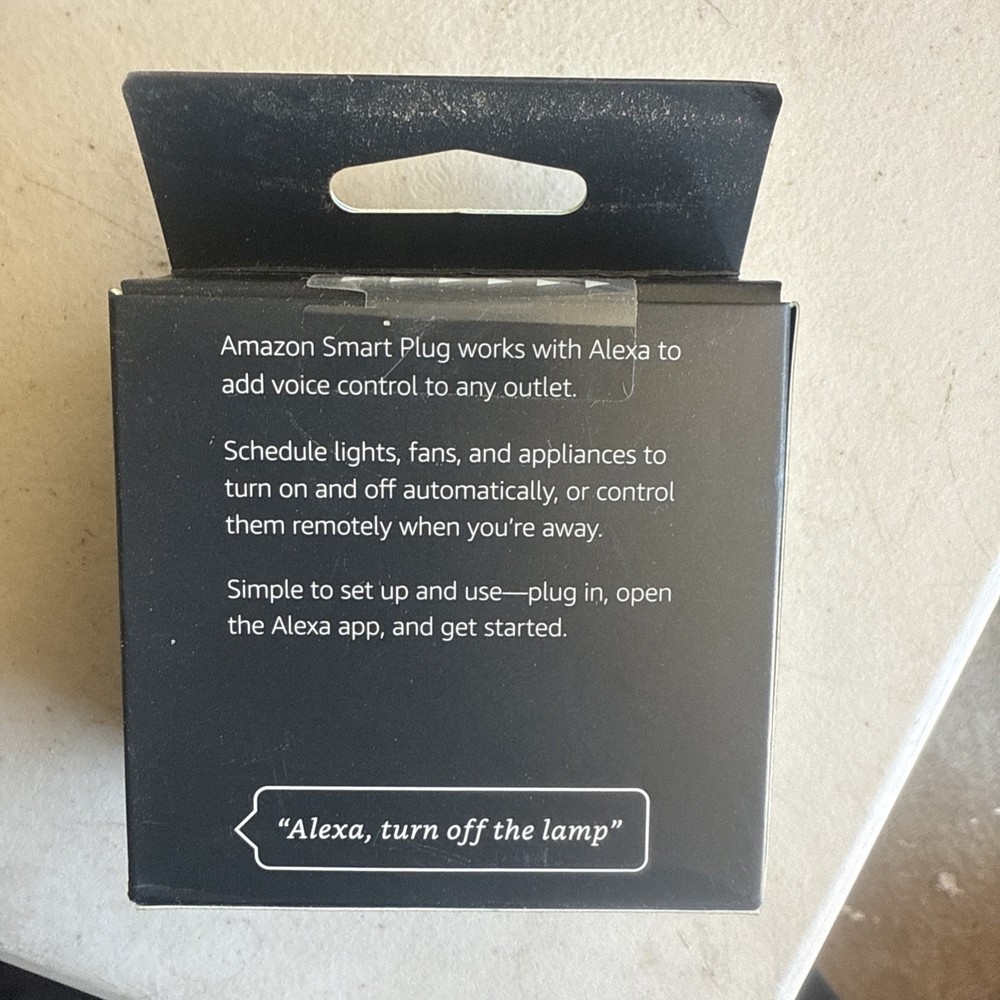 Amazon Smart Plug works with Alexa to
add voice control to any outlet.
Schedule lights, fans, and appliances to
turn on and off automatically, or control
them remotely when you're away.
Simple to set up and use—plug in, open
the Alexa app, and get started.
“Alexa, turn off the lamp”